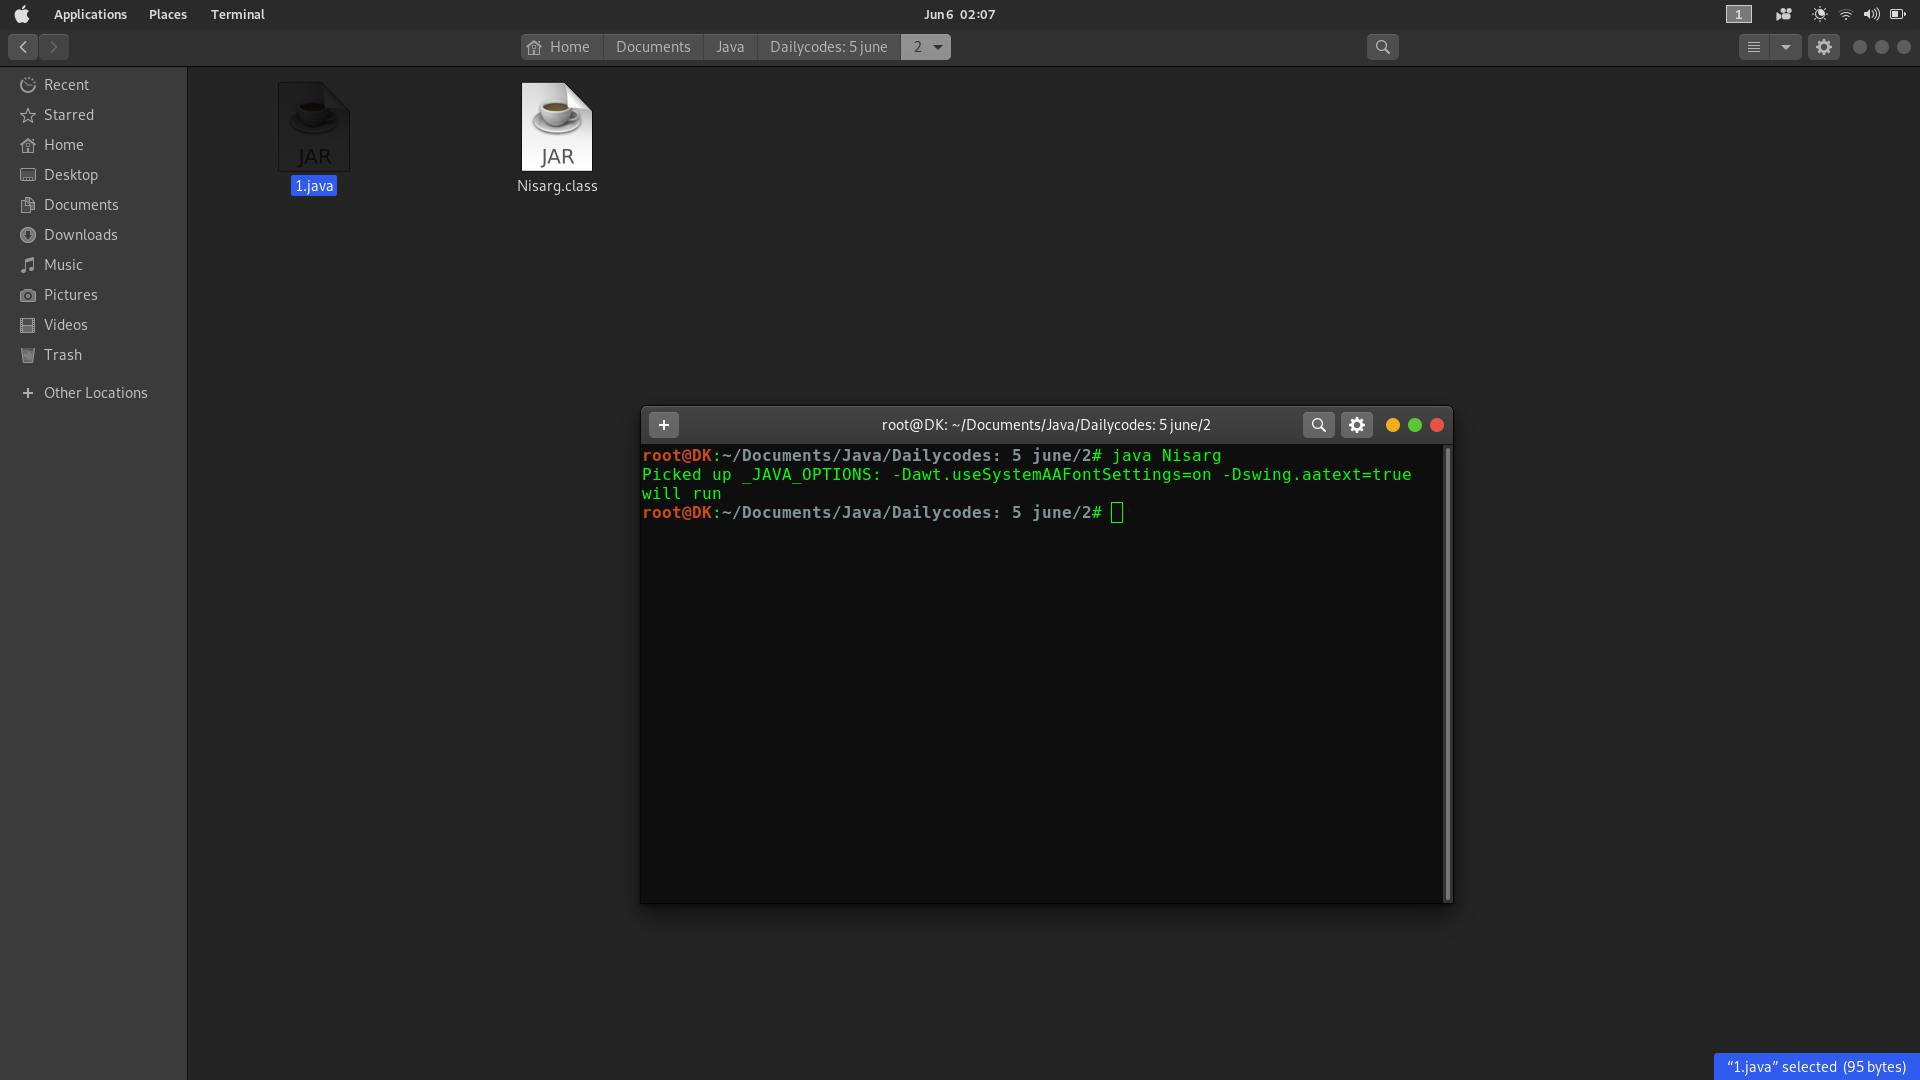 Applications Places Terminal Jun 6 02:07 1
Home Documents Java Dailycodes: 5 june 2
Recent
Starred
Home
Desktop
Documents
Downloads
Music
Pictures
Videos
Trash
Other Locations
JAR
1.java
JAR
Nisarg.class
root@DK: ~/Documents/Java/Dailycodes: 5 june/2
root@DK:~/Documents/Java/Dailycodes: 5 june/2# java Nisarg
Picked up _JAVA_OPTIONS: -Dawt.useSystemAAFontSettings=on -Dswing.aatext=true
will run
root@DK:~/Documents/Java/Dailycodes: 5 june/2#
“1.java” selected (95 bytes)